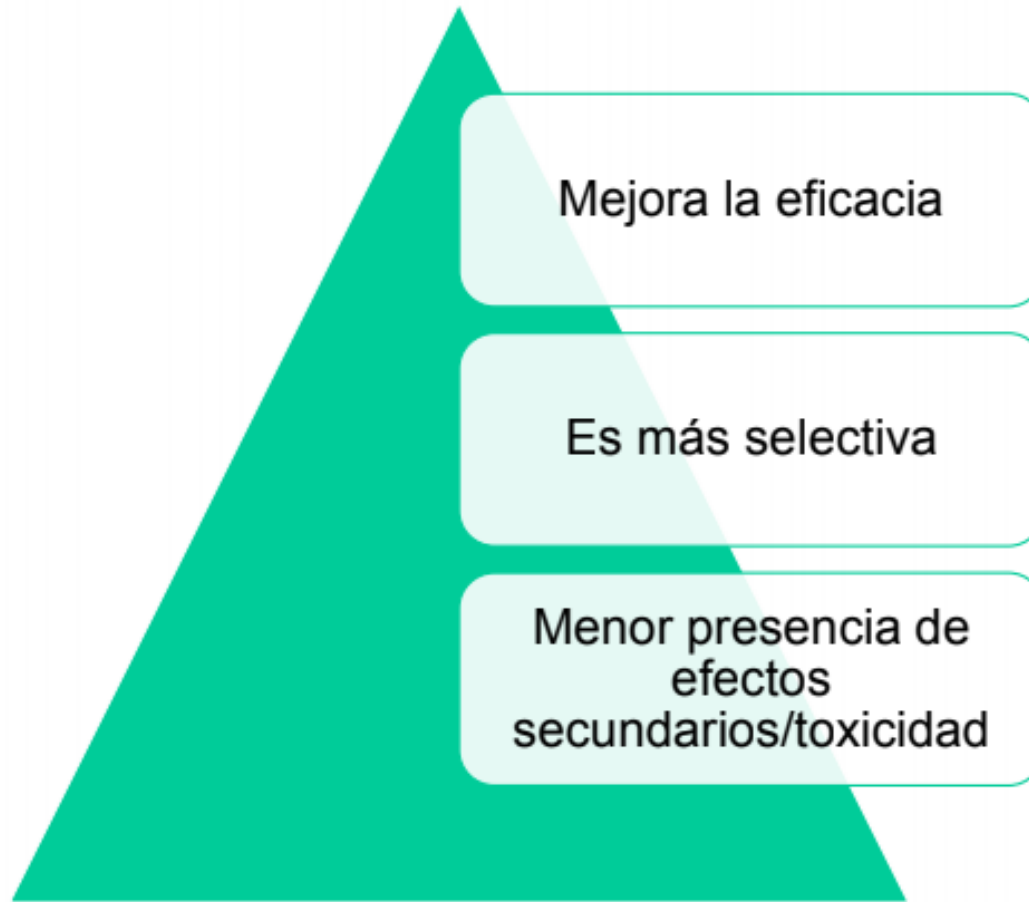 Mejora la eficacia
Es más selectiva
Menor presencia de
efectos
secundarios/toxicidad